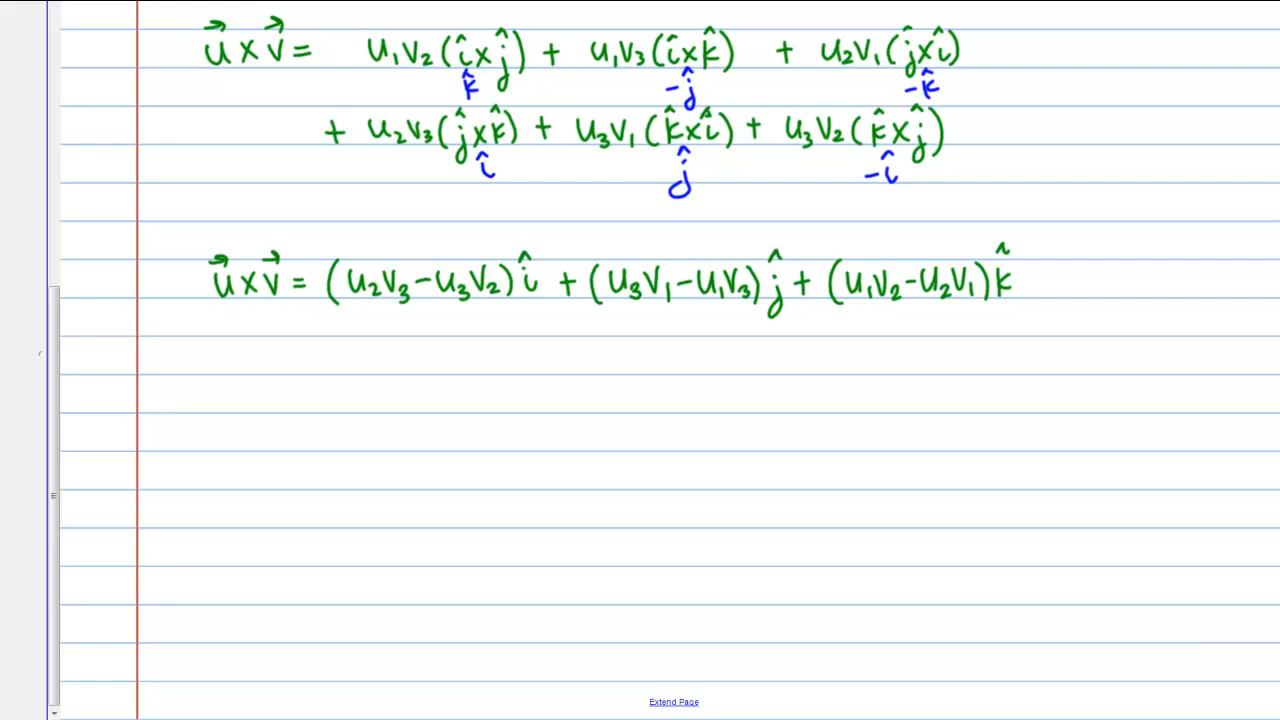 u⃗ x v⃗ = u₁v₂(î x ĵ) + u₁v₃(î x k̂) + u₂v₁(ĵ x î)
k̂ -ĵ -k̂
+ u₂v₃(ĵ x k̂) + u₃v₁(k̂ x î) + u₃v₂(k̂ x ĵ)
î ĵ -î
u⃗ x v⃗ = (u₂v₃ - u₃v₂) î + (u₃v₁ - u₁v₃) ĵ + (u₁v₂ - u₂v₁) k̂
Extend Page